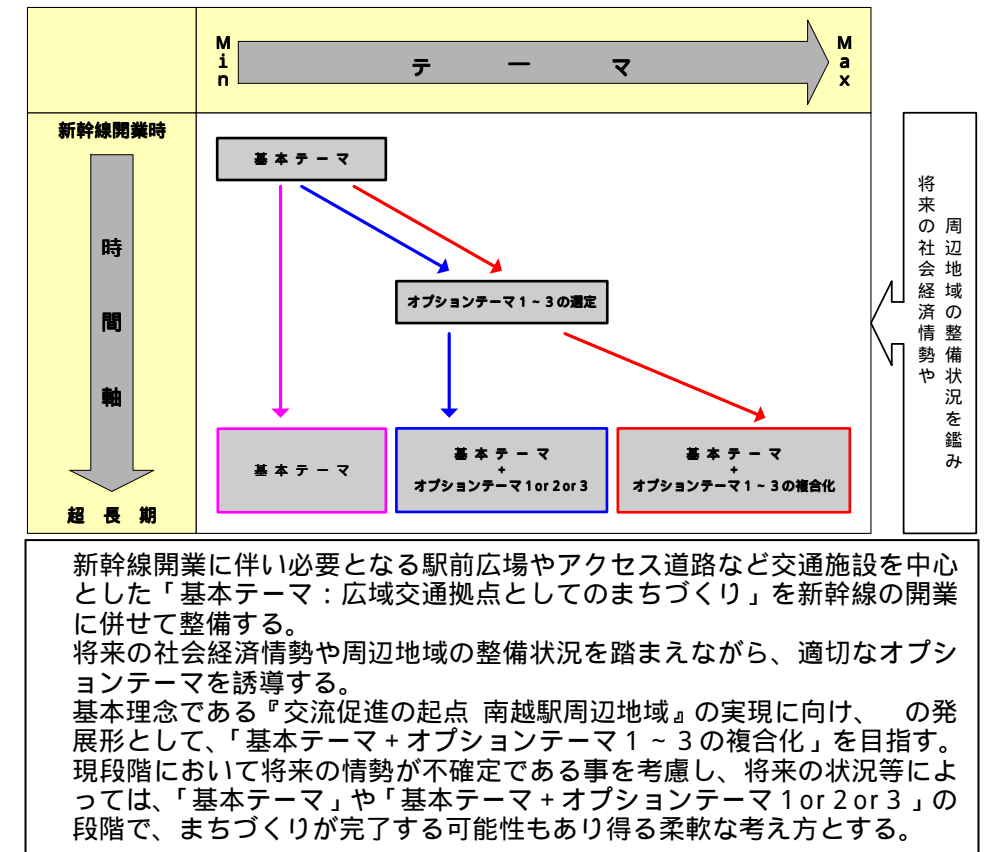 Min
テーマ
Max
新幹線開業時
時間軸
超長期
基本テーマ
オプションテーマ1~3の選定
基本テーマ
基本テーマ
+
オプションテーマ1or2or3
基本テーマ
+
オプションテーマ1~3の複合化
将来の社会経済情勢や
周辺地域の整備状況を鑑み
新幹線開業に伴い必要となる駅前広場やアクセス道路など交通施設を中心
とした「基本テーマ:広域交通拠点としてのまちづくり」を新幹線の開業
に併せて整備する。
将来の社会経済情勢や周辺地域の整備状況を踏まえながら、適切なオプシ
ョンテーマを誘導する。
基本理念である『交流促進の起点 南越駅周辺地域』の実現に向け、 の発
展形として、「基本テーマ+オプションテーマ1~3の複合化」を目指す。
現段階において将来の情勢が不確定である事を考慮し、将来の状況等によ
っては、「基本テーマ」や「基本テーマ+オプションテーマ1or2or3」の
段階で、まちづくりが完了する可能性もあり得る柔軟な考え方とする。